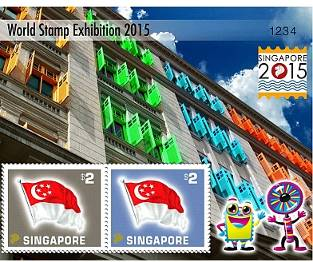 World Stamp Exhibition 2015
1234
SINGAPORE
2015
$2
SINGAPORE
$2
SINGAPORE